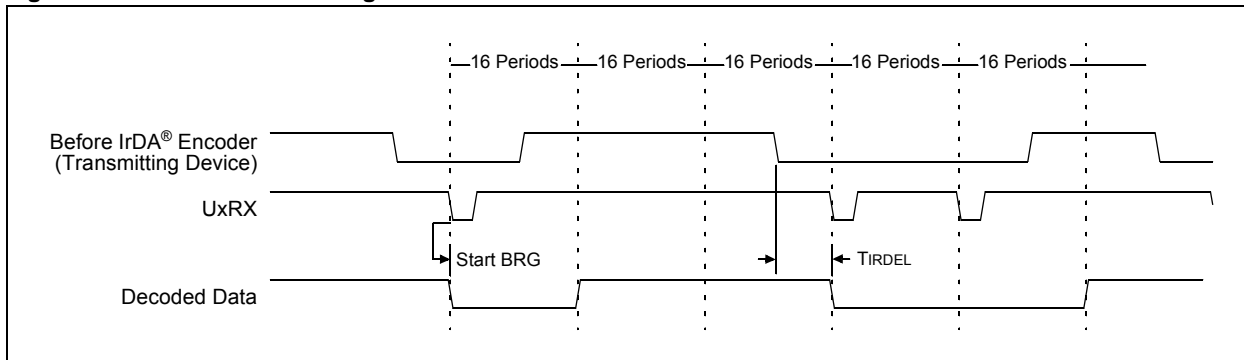 16 Periods 16 Periods 16 Periods 16 Periods 16 Periods
Before IrDA® Encoder
(Transmitting Device)
UxRX
Start BRG
TIRDEL
Decoded Data